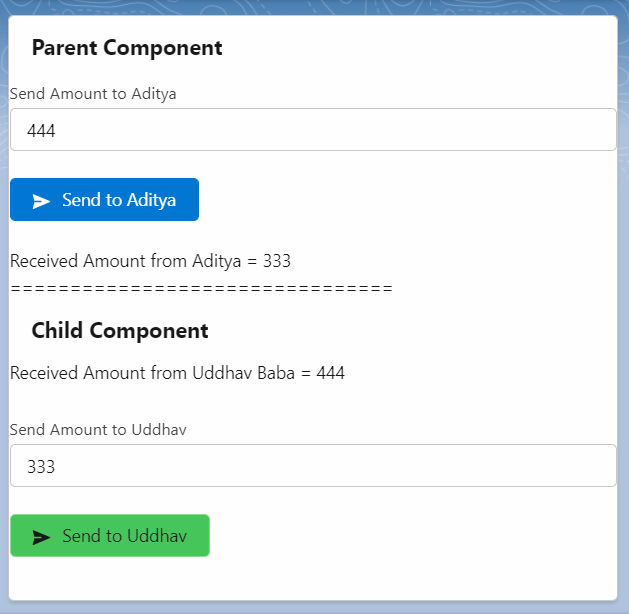 Parent Component
Send Amount to Aditya
444
Send to Aditya
Received Amount from Aditya = 333
================================
Child Component
Received Amount from Uddhav Baba = 444
Send Amount to Uddhav
333
Send to Uddhav